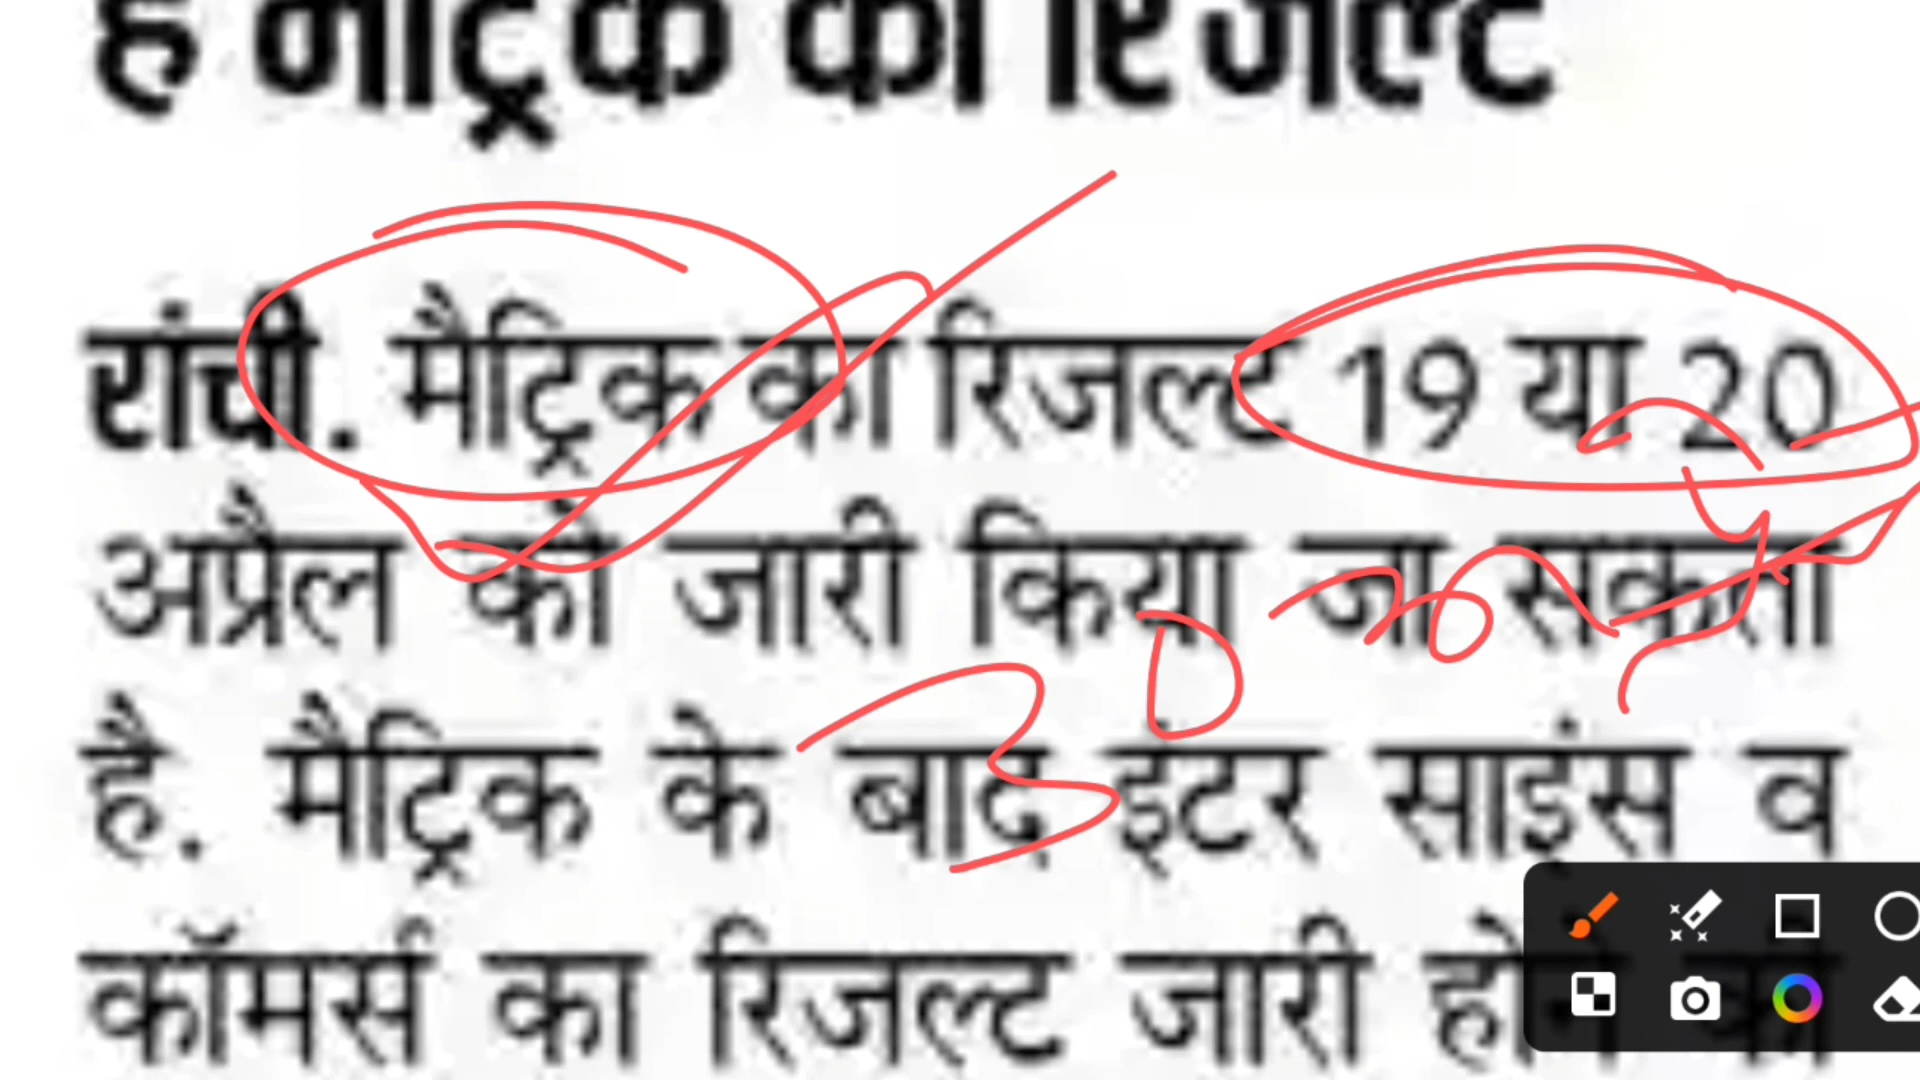 है मैट्रिक का रिजल्ट
रांची. मैट्रिक का रिजल्ट 19 या 20
अप्रैल को जारी किया जा सकता
है. मैट्रिक के बाद इंटर साइंस व
कॉमर्स का रिजल्ट जारी होने की